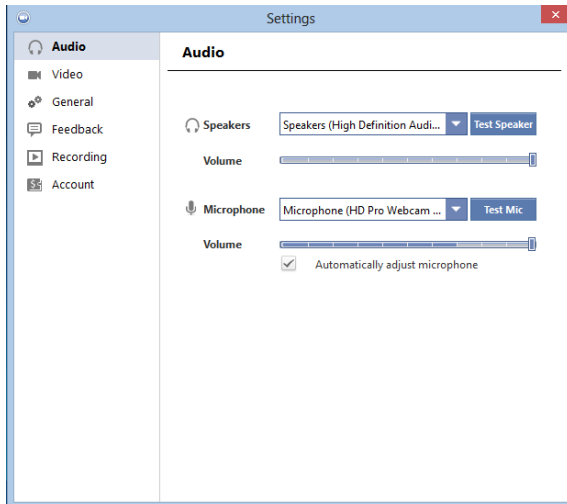 Settings
Audio
Video
General
Feedback
Recording
Account
Audio
Speakers
Speakers (High Definition Audi...
Test Speaker
Volume
Microphone
Microphone (HD Pro Webcam ...
Test Mic
Volume
Automatically adjust microphone